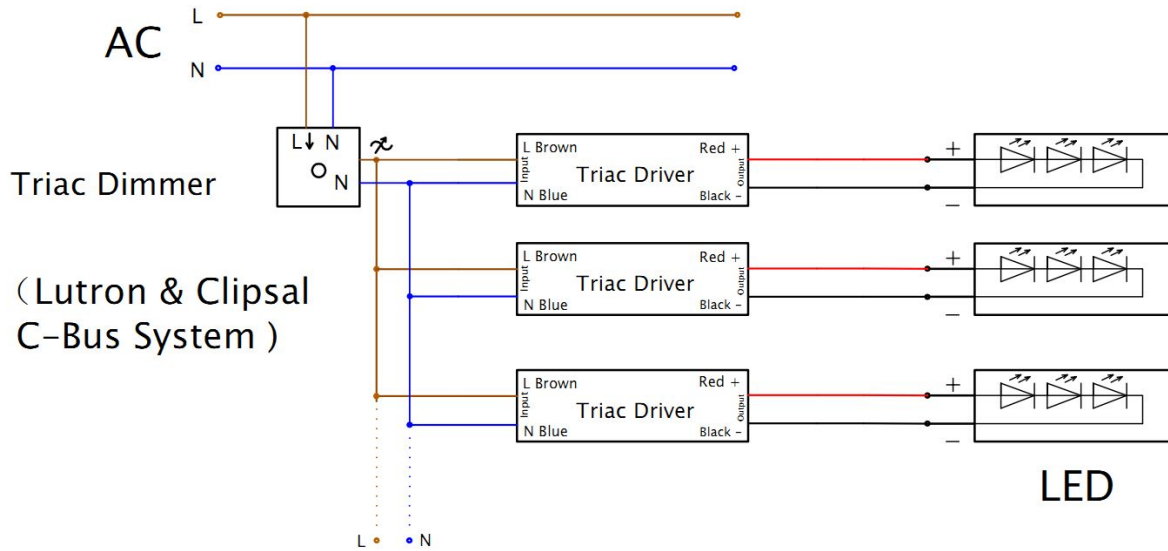 L
AC
N
L↓ N
N
Triac Dimmer
(Lutron & Clipsal
C-Bus System )
L Brown
Input
N Blue
Triac Driver
Red +
Output
Black -
+
−
L Brown
Input
N Blue
Triac Driver
Red +
Output
Black -
+
−
L Brown
Input
N Blue
Triac Driver
Red +
Output
Black -
+
−
LED
L
N